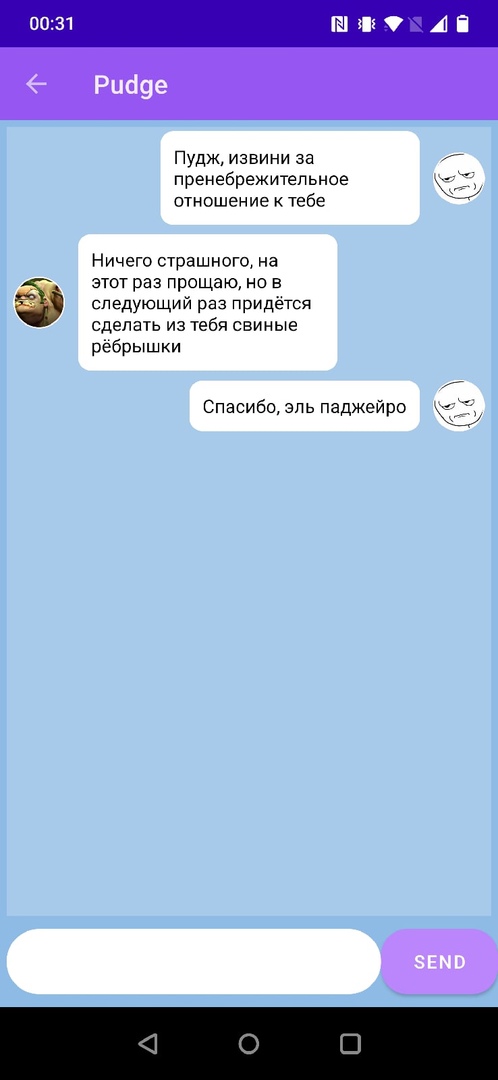 00:31
Pudge
Пудж, извини за
пренебрежительное
отношение к тебе
Ничего страшного, на
этот раз прощаю, но в
следующий раз придётся
сделать из тебя свиные
рёбрышки
Спасибо, эль паджейро
SEND